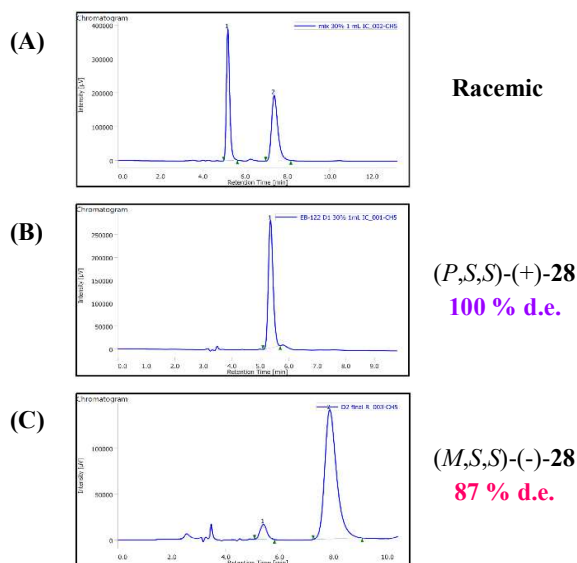 (A)
Chromatogram
mix 30% 1 mL IC_002-CH5
Intensity [µV]
400000
300000
200000
100000
0
1
2
0.0 2.0 4.0 6.0 8.0 10.0 12.0
Retention Time [min]
Racemic
(B)
Chromatogram
EB-122 D1 30% 1mL IC_001-CH5
Intensity [µV]
250000
200000
150000
100000
50000
0
0.0 1.0 2.0 3.0 4.0 5.0 6.0 7.0 8.0 9.0
Retention Time [min]
(P,S,S)-(+)-28
100 % d.e.
(C)
Chromatogram
D2 final R_003-CH5
Intensity [µV]
100000
50000
0
1
0.0 2.0 4.0 6.0 8.0 10.0
Retention Time [min]
(M,S,S)-(-)-28
87 % d.e.